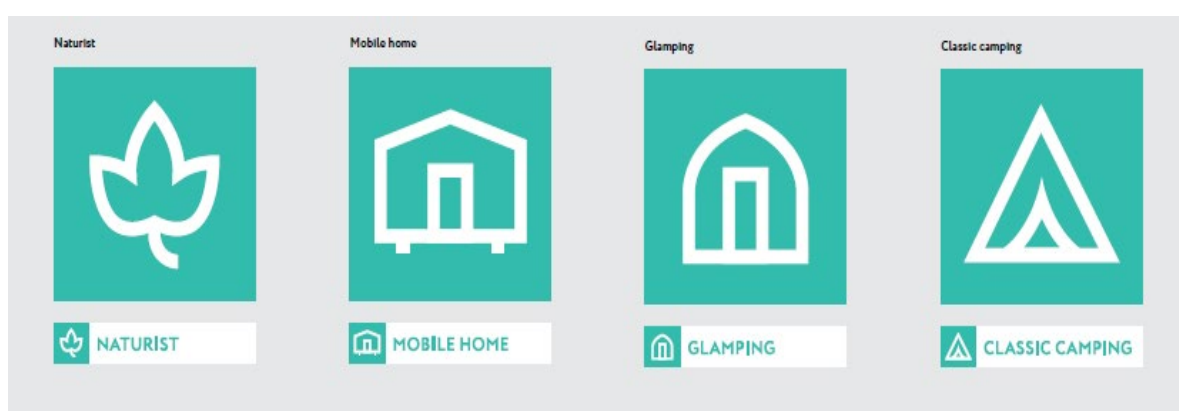 Naturist
Mobile home
Glamping
Classic camping
NATURIST
MOBILE HOME
GLAMPING
CLASSIC CAMPING